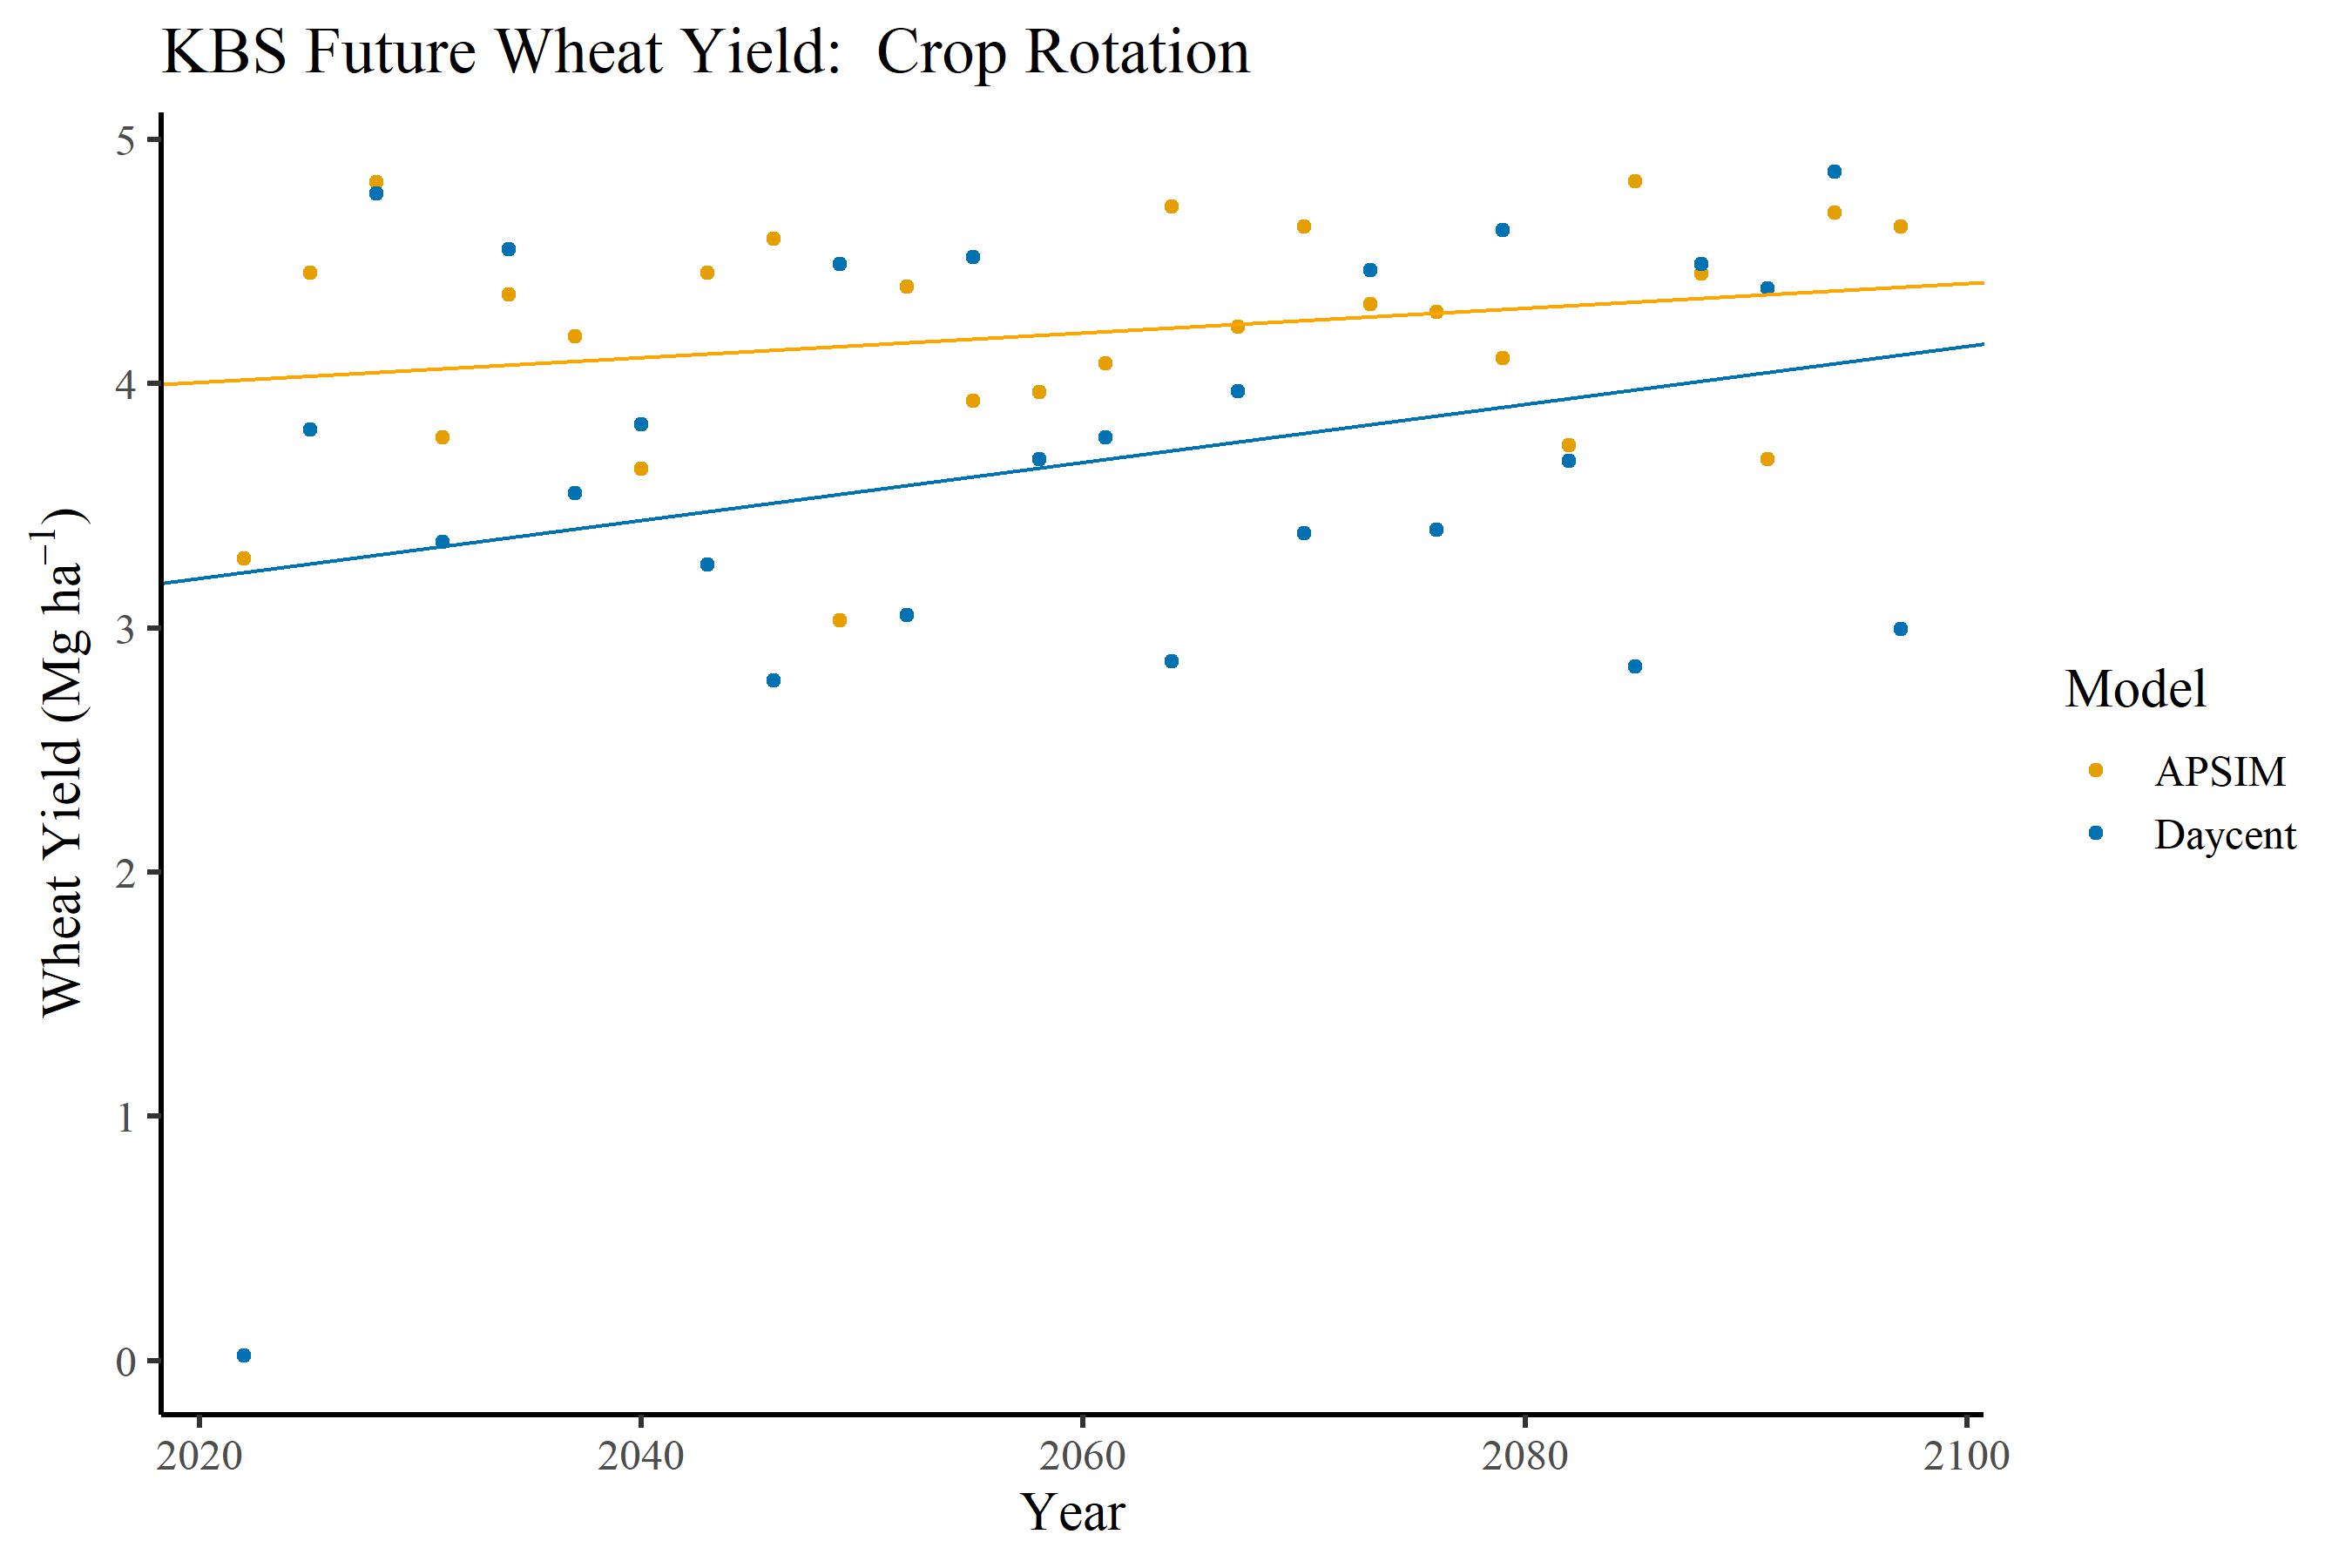 KBS Future Wheat Yield:  Crop Rotation
Wheat Yield (Mg ha⁻¹)
5
4
3
2
1
0
2020 2040 2060 2080 2100
Year
Model
APSIM
Daycent